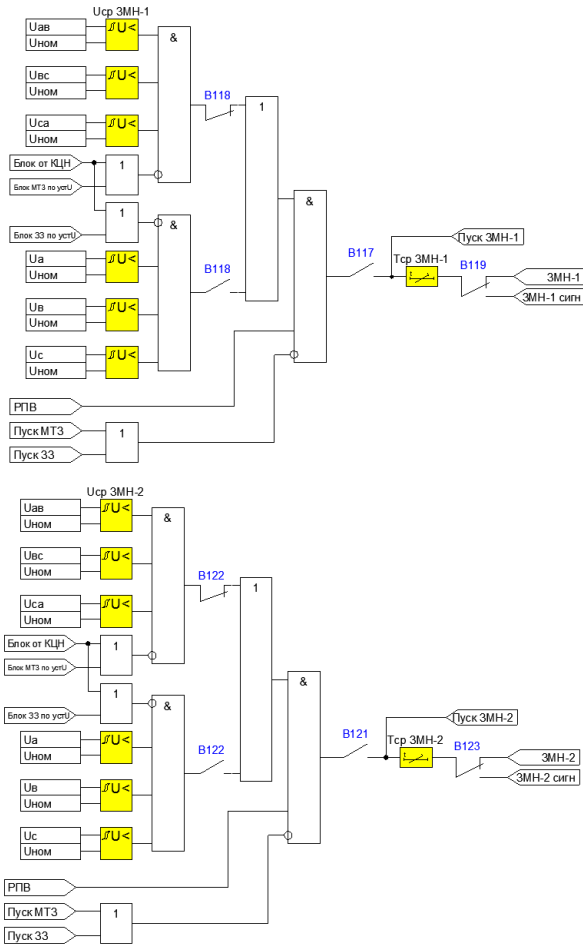 Uср ЗМН-1
Uав
Uном
U<
&
Uвс
Uном
U<
B118
1
Uса
Uном
U<
Блок от КЦН
1
Блок МТЗ по устU
1
&
Блок ЗЗ по устU
&
B117
Пуск ЗМН-1
Uа
Uном
U<
B118
Тср ЗМН-1
B119
ЗМН-1
ЗМН-1 сигн
Uв
Uном
U<
Uс
Uном
U<
РПВ
Пуск МТЗ
1
Пуск ЗЗ
Uср ЗМН-2
Uав
Uном
U<
&
Uвс
Uном
U<
B122
1
Uса
Uном
U<
Блок от КЦН
1
Блок МТЗ по устU
&
1
Блок ЗЗ по устU
&
B121
Пуск ЗМН-2
Uа
Uном
U<
B122
Тср ЗМН-2
B123
ЗМН-2
ЗМН-2 сигн
Uв
Uном
U<
Uс
Uном
U<
РПВ
Пуск МТЗ
1
Пуск ЗЗ